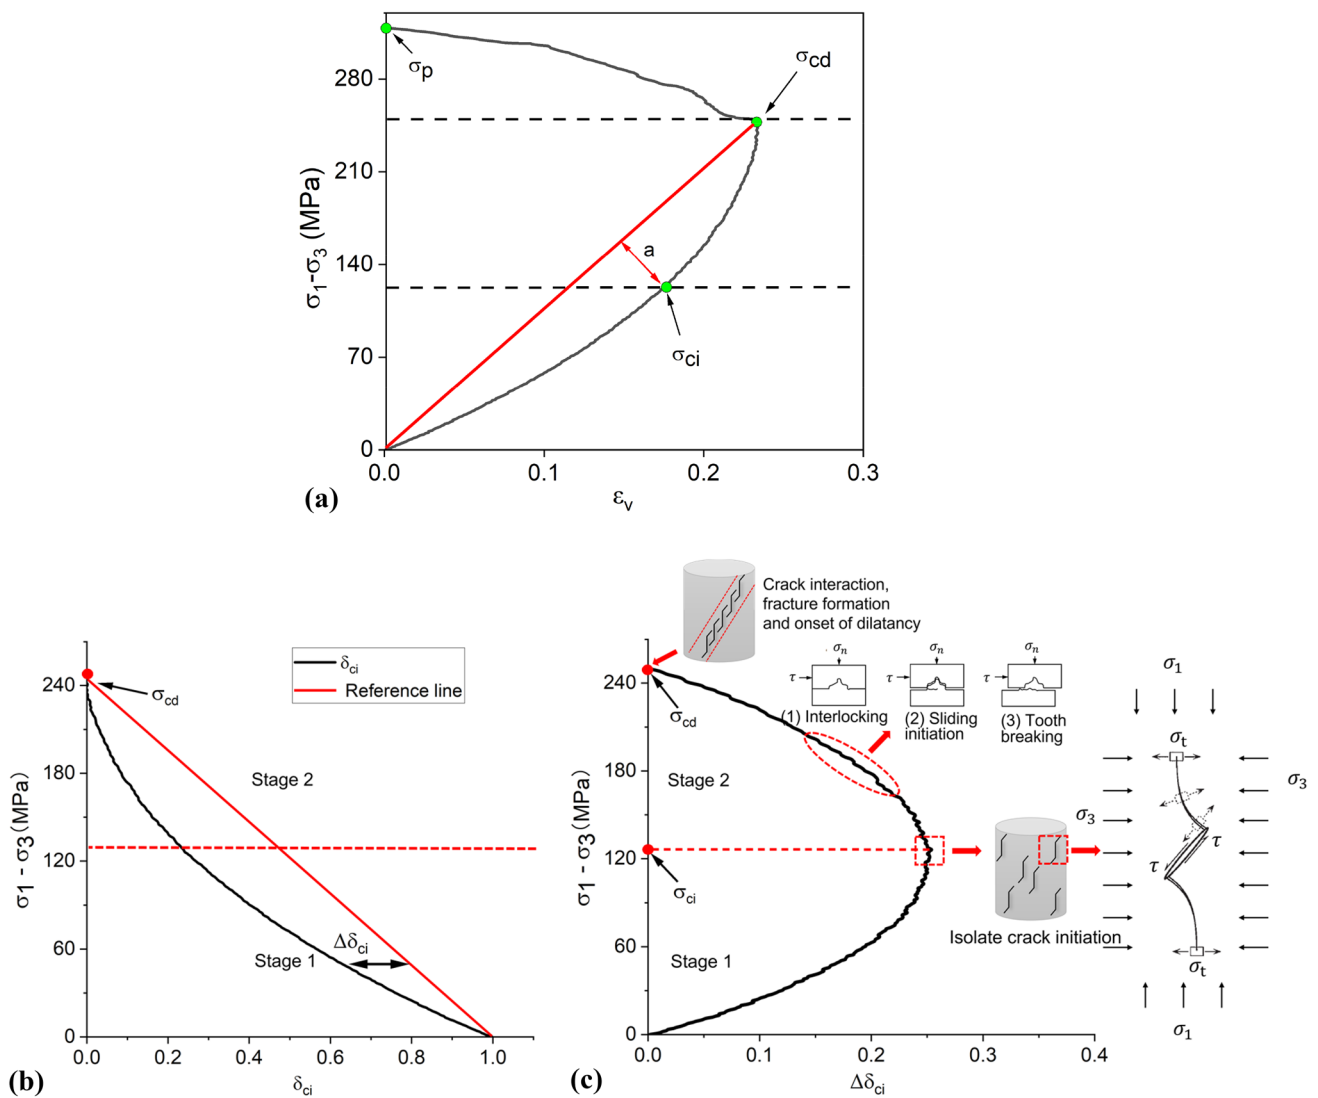 σp
σcd
280
210
σ1-σ3 (MPa)
a
140
σci
70
0
0.0 0.1 0.2 0.3
(a) εv
Crack interaction,
fracture formation
and onset of dilatancy
δci
Reference line
240
σcd
Stage 2
180
σ1 - σ3 (MPa)
120
Δδci
60
Stage 1
0
0.0 0.2 0.4 0.6 0.8 1.0
(b) δci
σn σn σn
τ τ τ
(1) Interlocking
(2) Sliding
initiation
(3) Tooth
breaking
240
σcd
Stage 2
180
σ1 - σ3 (MPa)
120
σci
60
Stage 1
0
0.0 0.1 0.2 0.3 0.4
(c) Δδci
Isolate crack initiation
σ1
σt
σ3 σ3
τ τ
σt
σ1